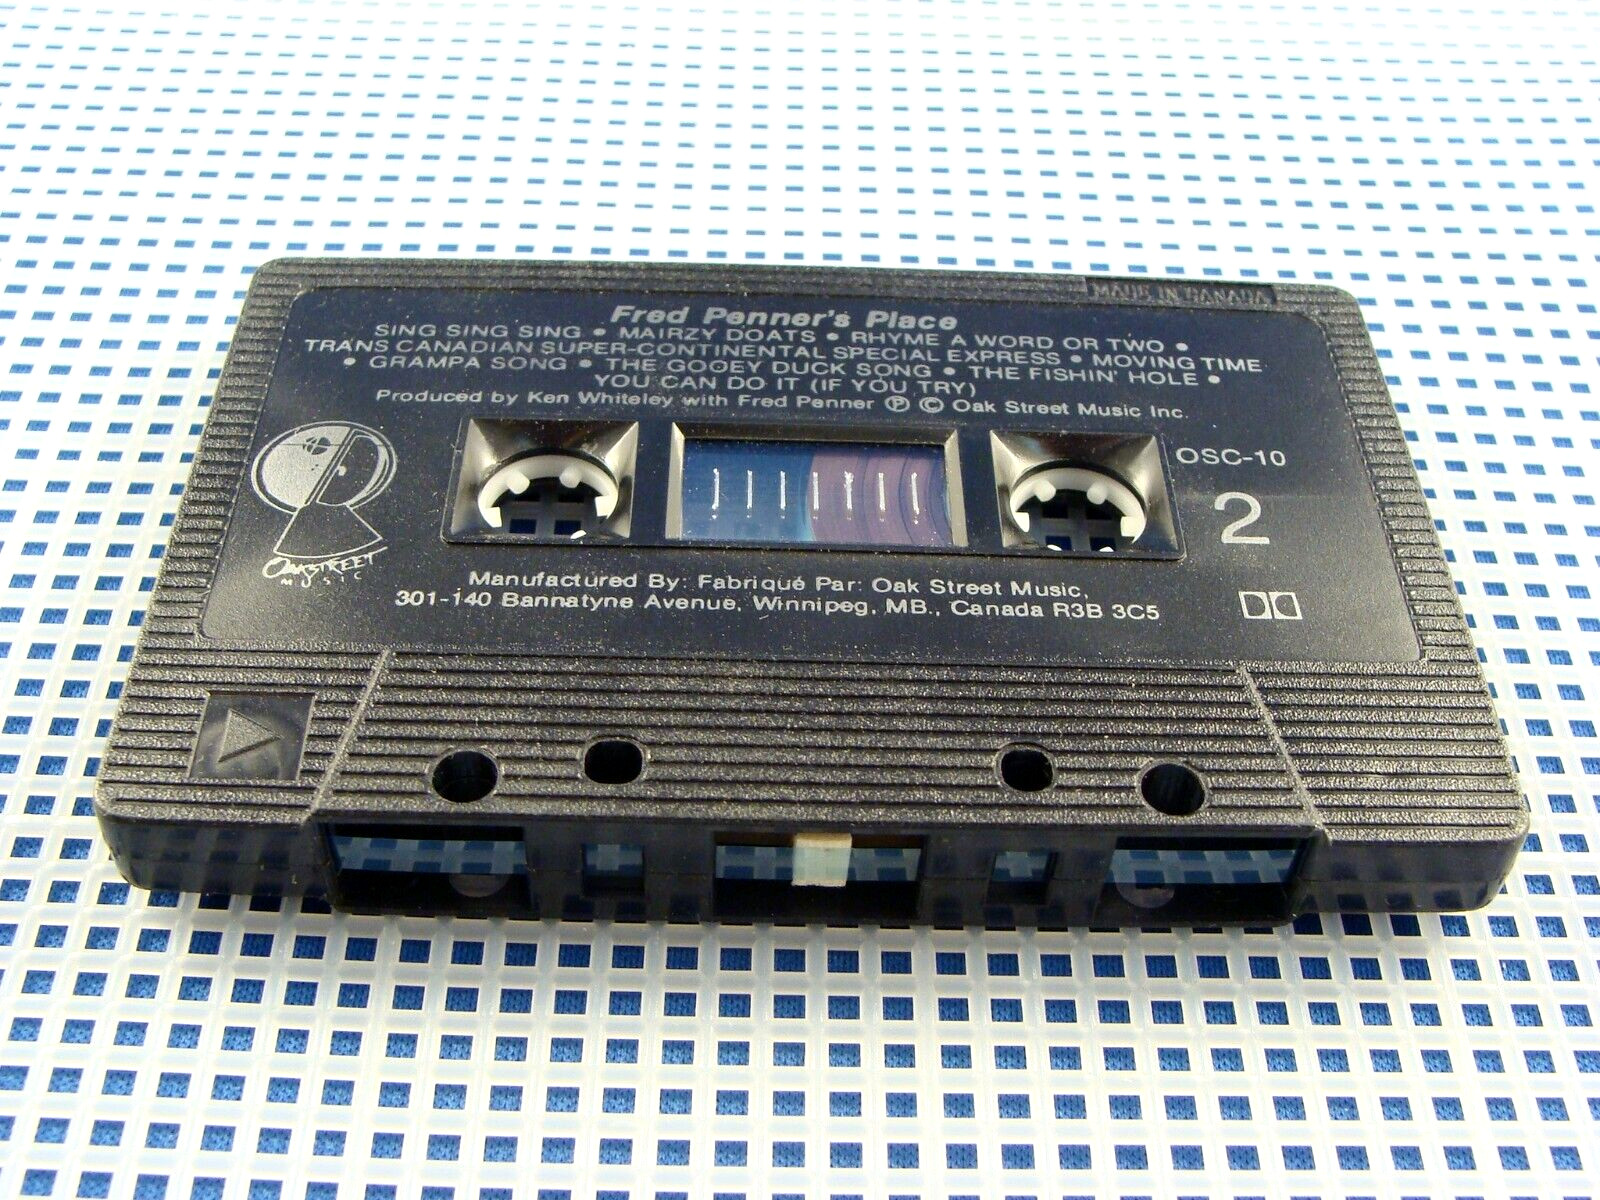 MADE IN CANADA
Fred Penner's Place
SING SING SING • MAIRZY DOATS • RHYME A WORD OR TWO •
TRANS CANADIAN SUPER-CONTINENTAL SPECIAL EXPRESS • MOVING TIME
• GRAMPA SONG • THE GOOEY DUCK SONG • THE FISHIN' HOLE •
YOU CAN DO IT (IF YOU TRY)
Produced by Ken Whiteley with Fred Penner ℗ © Oak Street Music Inc.
OSC-10
2
OAKSTREET
MUSIC
Manufactured By: Fabriqué Par: Oak Street Music,
301-140 Bannatyne Avenue, Winnipeg, MB., Canada R3B 3C5